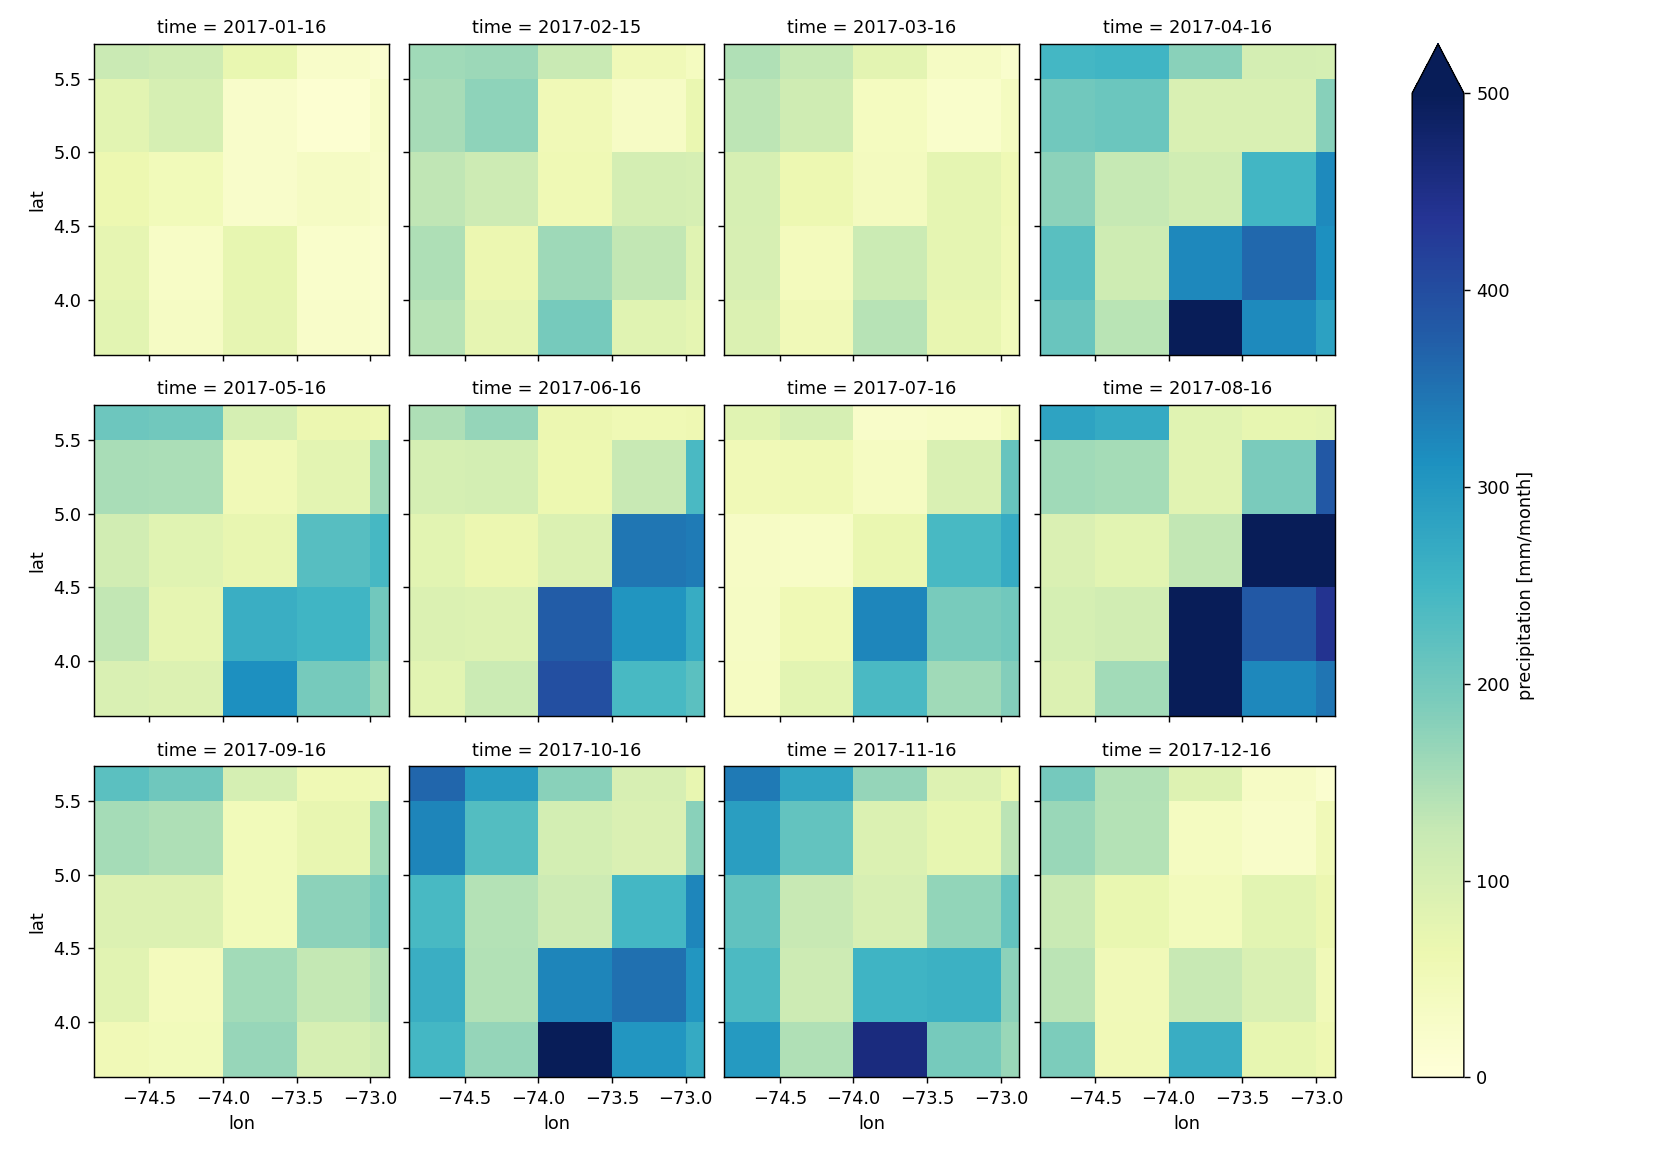 time = 2017-01-16
time = 2017-02-15
time = 2017-03-16
time = 2017-04-16
5.5
5.0
4.5
4.0
lat
time = 2017-05-16
time = 2017-06-16
time = 2017-07-16
time = 2017-08-16
5.5
5.0
4.5
4.0
lat
time = 2017-09-16
time = 2017-10-16
time = 2017-11-16
time = 2017-12-16
5.5
5.0
4.5
4.0
lat
−74.5 −74.0 −73.5 −73.0
lon
−74.5 −74.0 −73.5 −73.0
lon
−74.5 −74.0 −73.5 −73.0
lon
−74.5 −74.0 −73.5 −73.0
lon
500
400
300
200
100
0
precipitation [mm/month]